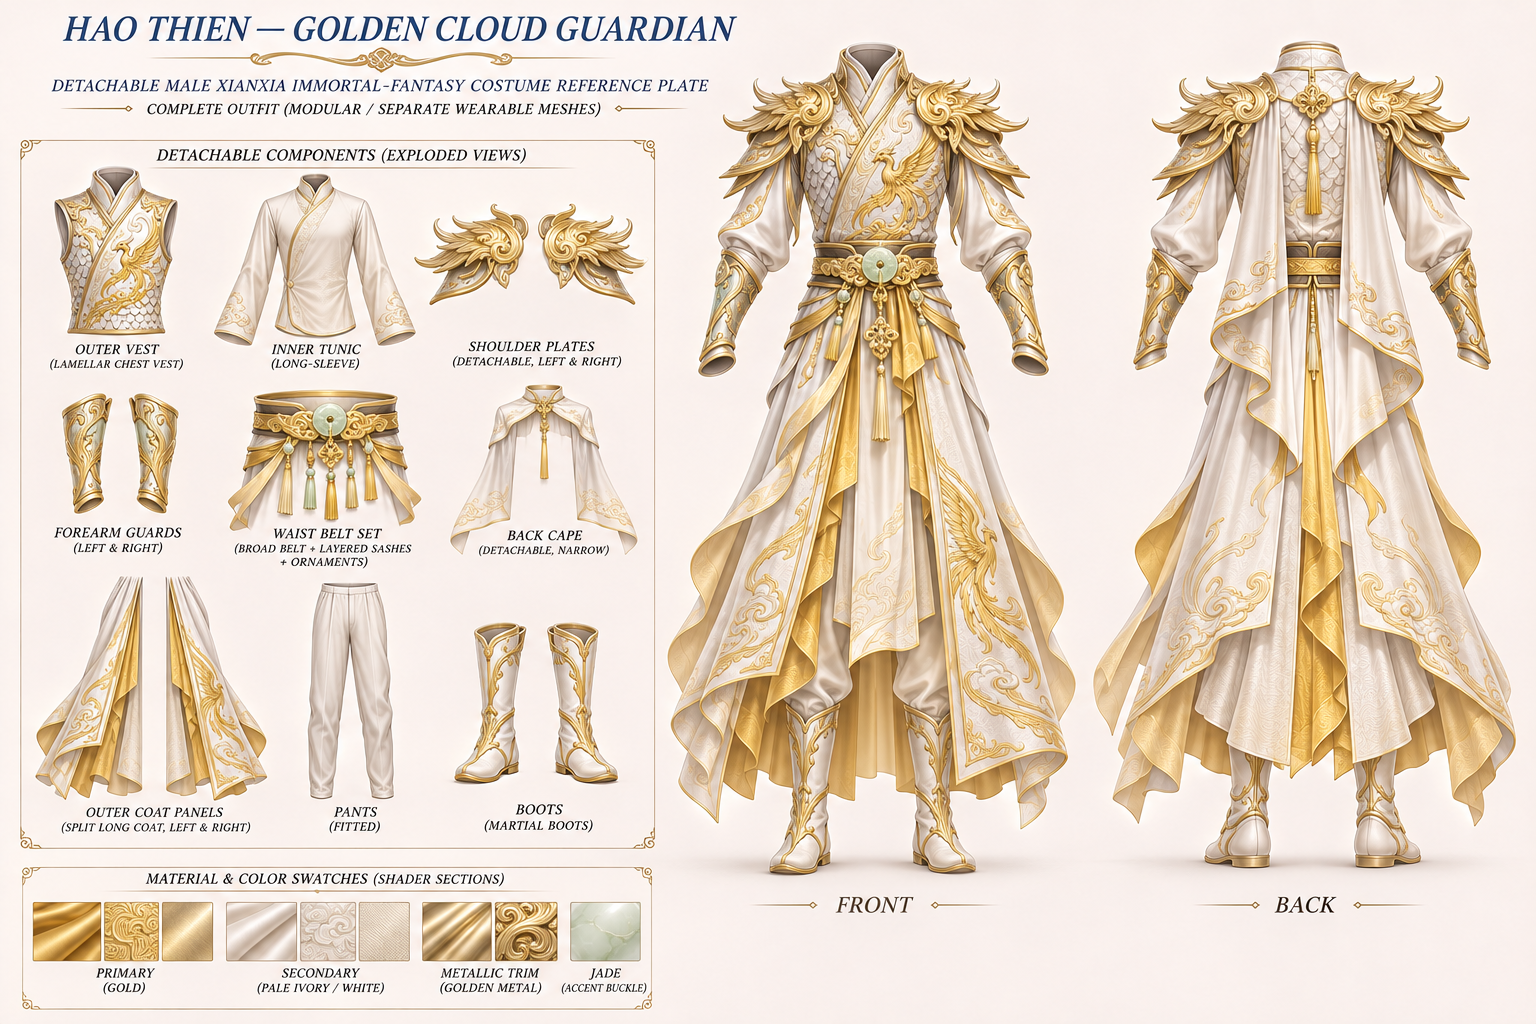 HAO THIEN — GOLDEN CLOUD GUARDIAN
DETACHABLE MALE XIANXIA IMMORTAL-FANTASY COSTUME REFERENCE PLATE
COMPLETE OUTFIT (MODULAR / SEPARATE WEARABLE MESHES)
DETACHABLE COMPONENTS (EXPLODED VIEWS)
OUTER VEST
(LAMELLAR CHEST VEST)
INNER TUNIC
(LONG-SLEEVE)
SHOULDER PLATES
(DETACHABLE, LEFT & RIGHT)
FOREARM GUARDS
(LEFT & RIGHT)
WAIST BELT SET
(BROAD BELT + LAYERED SASHES
+ ORNAMENTS)
BACK CAPE
(DETACHABLE, NARROW)
OUTER COAT PANELS
(SPLIT LONG COAT, LEFT & RIGHT)
PANTS
(FITTED)
BOOTS
(MARTIAL BOOTS)
MATERIAL & COLOR SWATCHES (SHADER SECTIONS)
PRIMARY
(GOLD)
SECONDARY
(PALE IVORY / WHITE)
METALLIC TRIM
(GOLDEN METAL)
JADE
(ACCENT BUCKLE)
FRONT
BACK